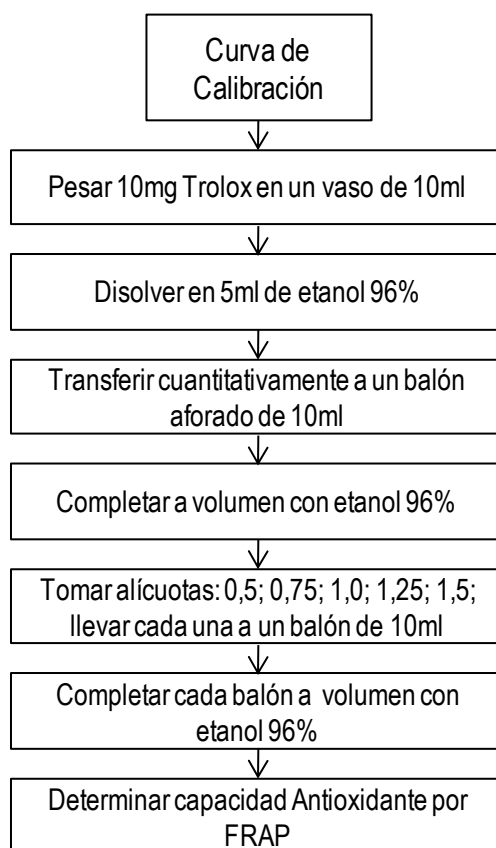 Curva de
Calibración
Pesar 10mg Trolox en un vaso de 10ml
Disolver en 5ml de etanol 96%
Transferir cuantitativamente a un balón
aforado de 10ml
Completar a volumen con etanol 96%
Tomar alícuotas: 0,5; 0,75; 1,0; 1,25; 1,5;
llevar cada una a un balón de 10ml
Completar cada balón a volumen con
etanol 96%
Determinar capacidad Antioxidante por
FRAP